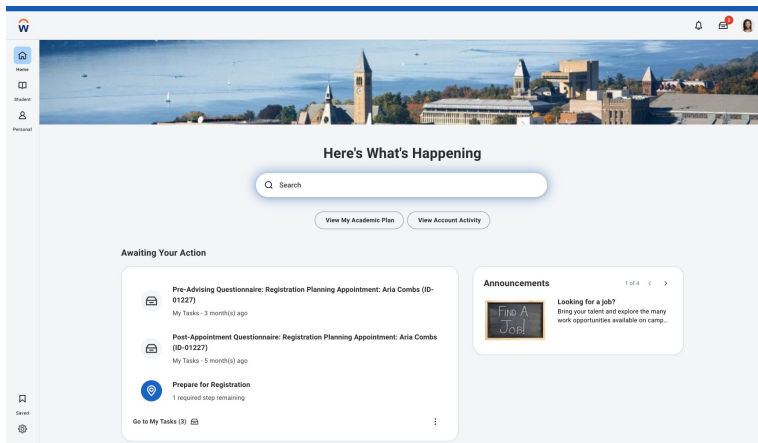 W
3
Home
Student
Personal
Here's What's Happening
Search
View My Academic Plan
View Account Activity
Awaiting Your Action
Pre-Advising Questionnaire: Registration Planning Appointment: Aria Combs (ID-
01227)
My Tasks - 3 month(s) ago
Post-Appointment Questionnaire: Registration Planning Appointment: Aria Combs
(ID-01227)
My Tasks - 5 month(s) ago
Prepare for Registration
1 required step remaining
Go to My Tasks (3)
Announcements
1 of 4
FIND A
JOB!
Looking for a job?
Bring your talent and explore the many
work opportunities available on camp...
Saved